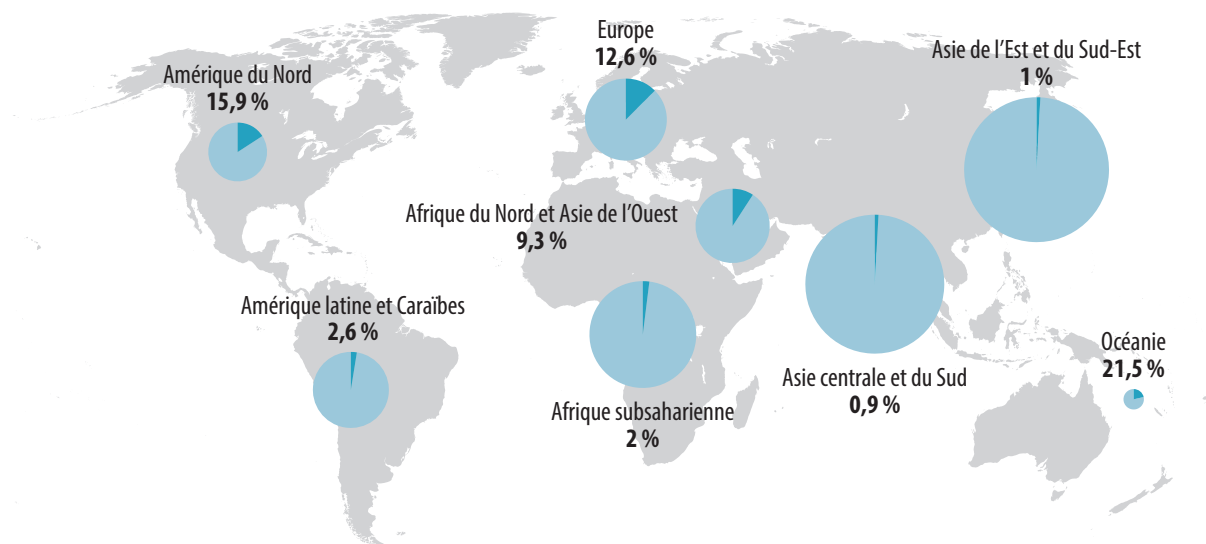 Europe
12,6 %
Asie de l’Est et du Sud-Est
1 %
Amérique du Nord
15,9 %
Afrique du Nord et Asie de l’Ouest
9,3 %
Amérique latine et Caraïbes
2,6 %
Océanie
21,5 %
Asie centrale et du Sud
0,9 %
Afrique subsaharienne
2 %